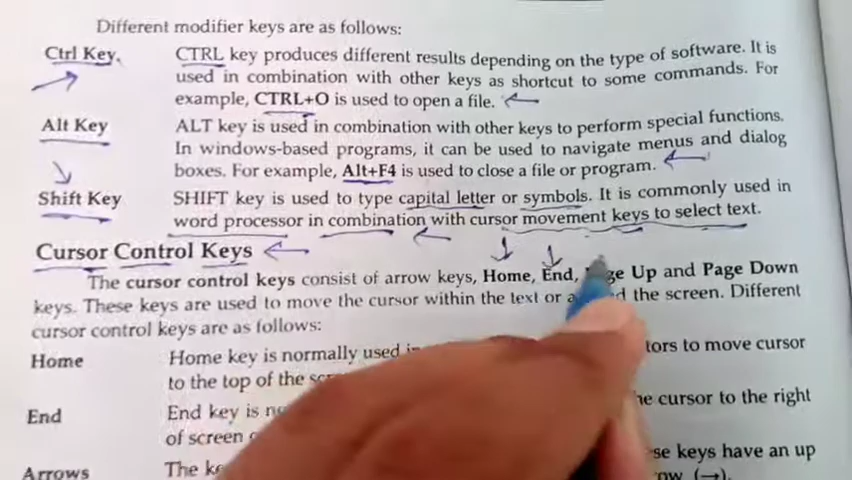 Different modifier keys are as follows:
Ctrl Key. CTRL key produces different results depending on the type of software. It is
used in combination with other keys as shortcut to some commands. For
example, CTRL+O is used to open a file.
Alt Key ALT key is used in combination with other keys to perform special functions.
In windows-based programs, it can be used to navigate menus and dialog
boxes. For example, Alt+F4 is used to close a file or program.
Shift Key SHIFT key is used to type capital letter or symbols. It is commonly used in
word processor in combination with cursor movement keys to select text.
Cursor Control Keys
The cursor control keys consist of arrow keys, Home, End, Page Up and Page Down
keys. These keys are used to move the cursor within the text or the screen. Different
cursor control keys are as follows:
Home Home key is normally used in tors to move cursor
to the top of the
End End key is he cursor to the right
of screen
Arrows The se keys have an up
(→).